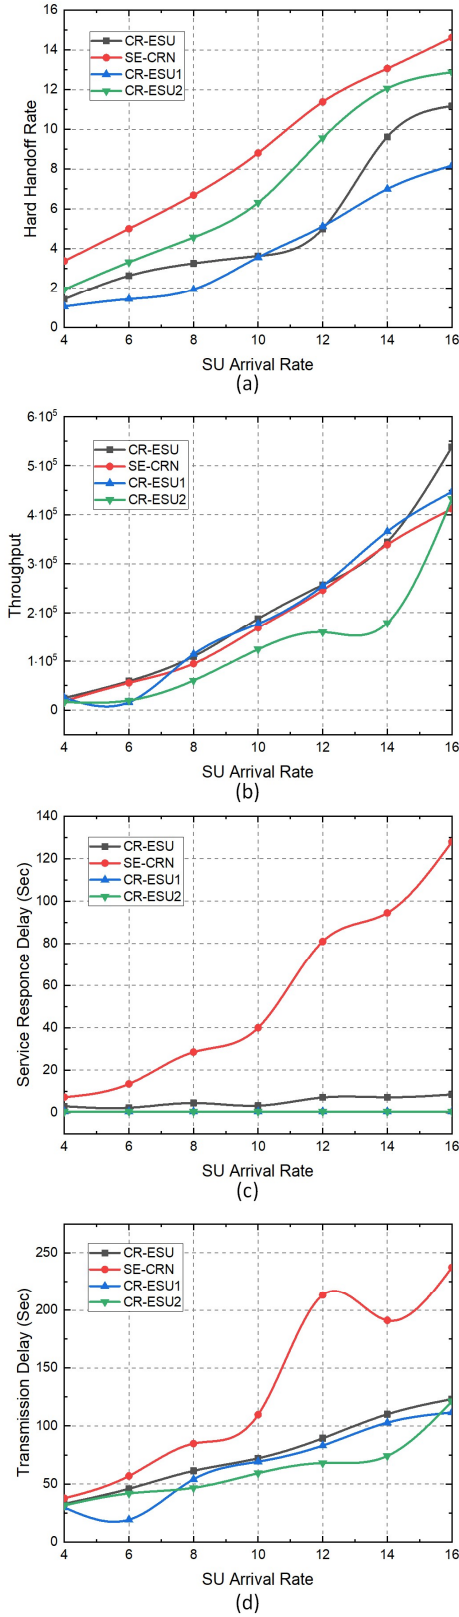 16
14
12
10
8
6
4
2
0
Hard Handoff Rate
CR-ESU
SE-CRN
CR-ESU1
CR-ESU2
4 6 8 10 12 14 16
SU Arrival Rate
(a)
6·10⁵
5·10⁵
4·10⁵
3·10⁵
2·10⁵
1·10⁵
0
Throughput
CR-ESU
SE-CRN
CR-ESU1
CR-ESU2
4 6 8 10 12 14 16
SU Arrival Rate
(b)
140
120
100
80
60
40
20
0
Service Responce Delay (Sec)
CR-ESU
SE-CRN
CR-ESU1
CR-ESU2
4 6 8 10 12 14 16
SU Arrival Rate
(c)
250
200
150
100
50
0
Transmission Delay (Sec)
CR-ESU
SE-CRN
CR-ESU1
CR-ESU2
4 6 8 10 12 14 16
SU Arrival Rate
(d)